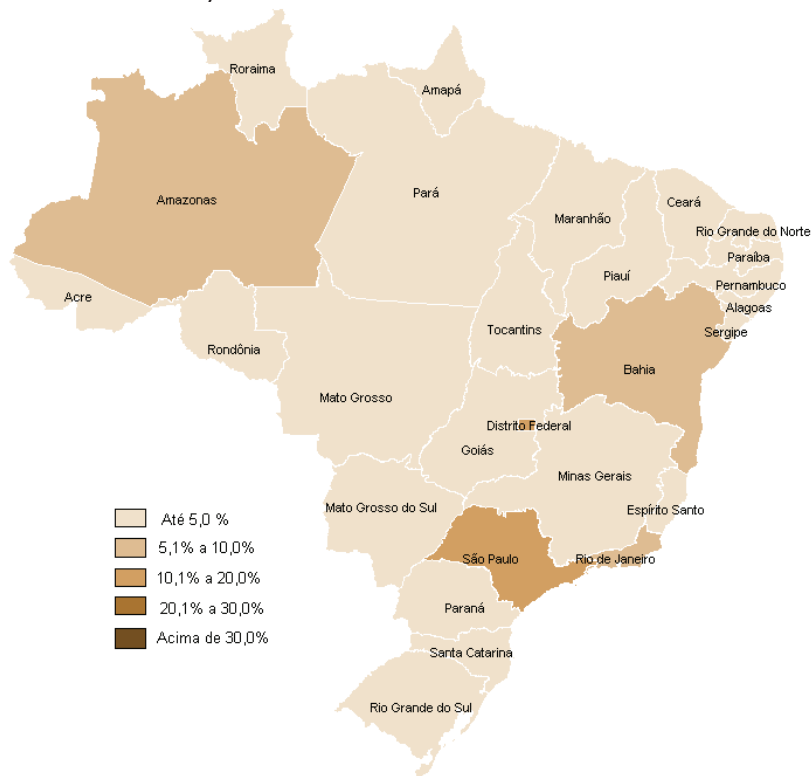 Roraima
Amapá
Amazonas
Pará
Maranhão
Ceará
Rio Grande do Norte
Paraíba
Piauí
Pernambuco
Alagoas
Acre
Sergipe
Tocantins
Rondônia
Bahia
Mato Grosso
Distrito Federal
Goiás
Minas Gerais
Mato Grosso do Sul
Espírito Santo
São Paulo
Rio de Janeiro
Paraná
Santa Catarina
Rio Grande do Sul
Até 5,0 %
5,1% a 10,0%
10,1% a 20,0%
20,1% a 30,0%
Acima de 30,0%